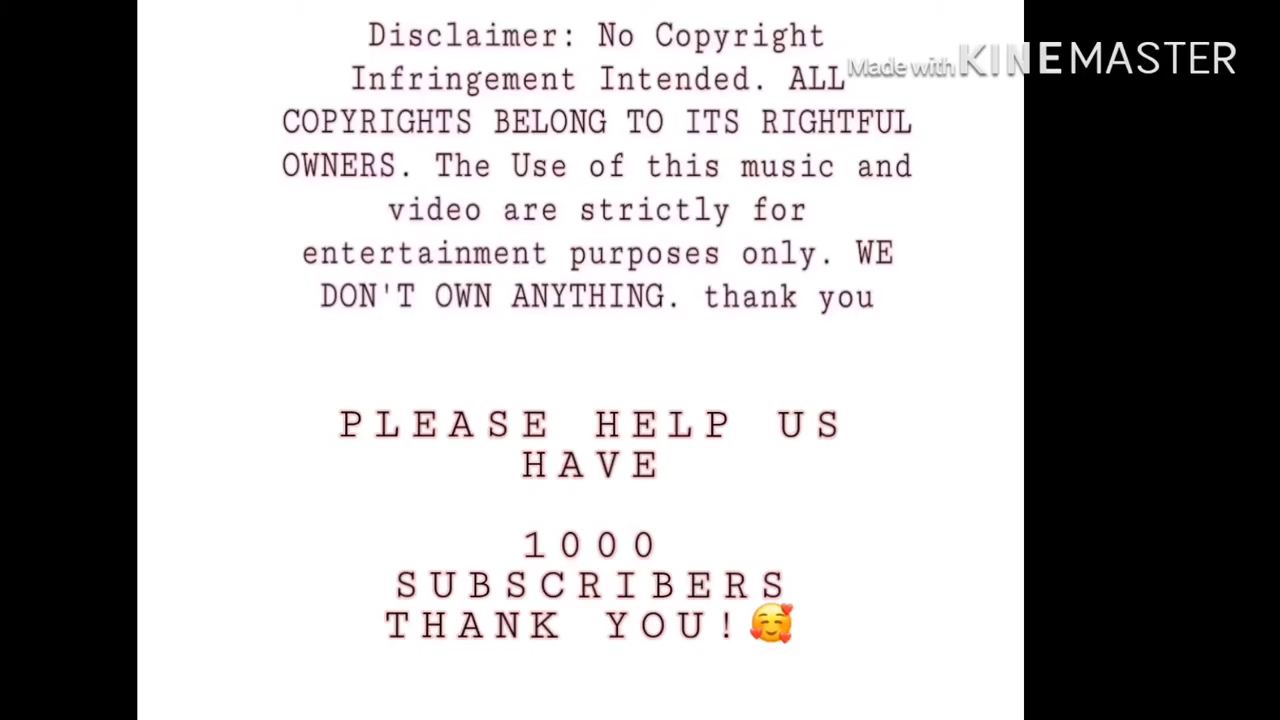 Disclaimer: No Copyright
Infringement Intended. ALL
COPYRIGHTS BELONG TO ITS RIGHTFUL
OWNERS. The Use of this music and
video are strictly for
entertainment purposes only. WE
DON'T OWN ANYTHING. thank you
Made with KINEMASTER
PLEASE HELP US
HAVE
1000
SUBSCRIBERS
THANK YOU!🥰